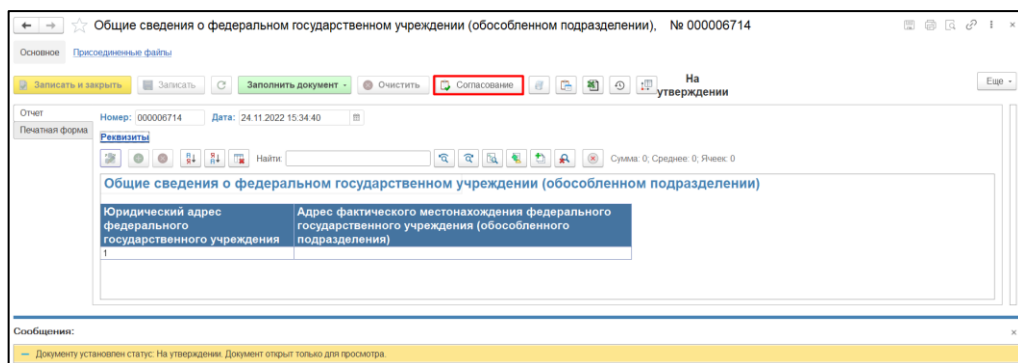 Общие сведения о федеральном государственном учреждении (обособленном подразделении), № 000006714
Основное Присоединенные файлы
Записать и закрыть Записать Заполнить документ Очистить Согласование На утверждении Еще
Отчет
Печатная форма
Номер: 000006714 Дата: 24.11.2022 15:34:40
Реквизиты
Найти: Сумма: 0; Среднее: 0; Ячеек: 0
Общие сведения о федеральном государственном учреждении (обособленном подразделении)
Юридический адрес федерального государственного учреждения
Адрес фактического местонахождения федерального государственного учреждения (обособленного подразделения)
1
Сообщения:
Документу установлен статус: На утверждении. Документ открыт только для просмотра.